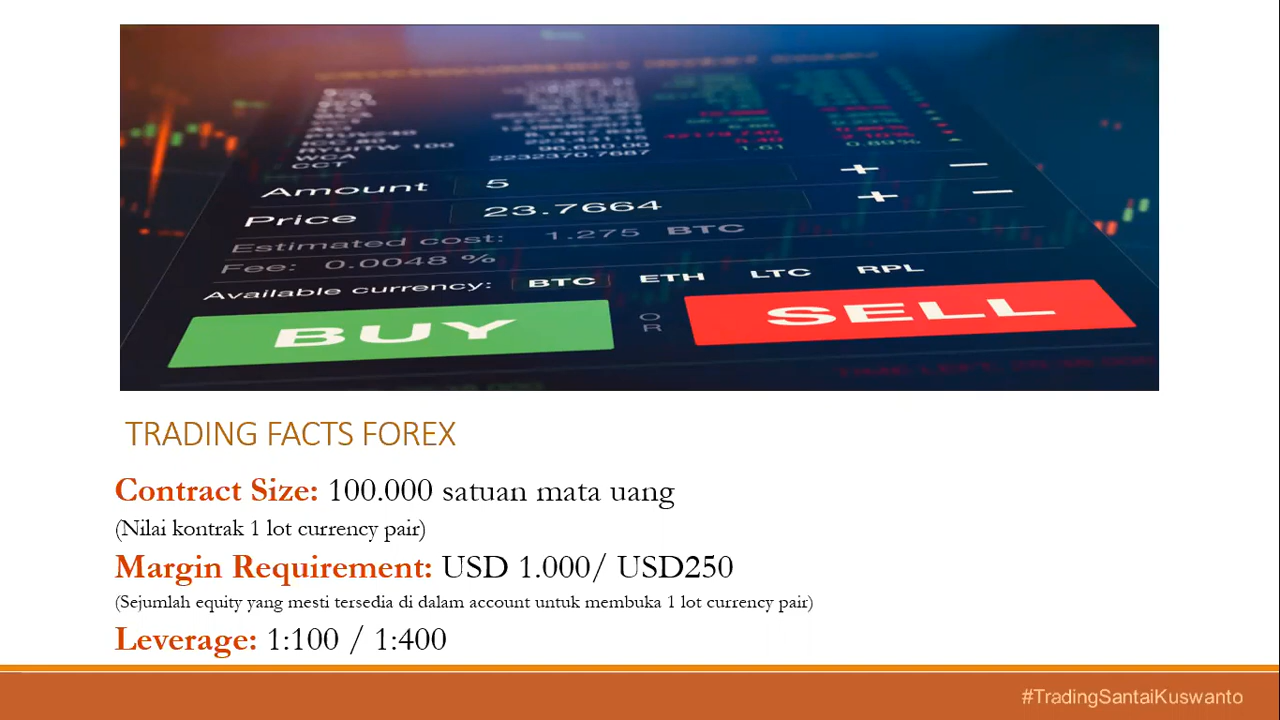 Amount 5 + −
Price 23.7664 + −
Estimated cost: 1.275 BTC
Fee: 0.0048 %
Available currency: BTC ETH LTC RPL
BUY OR SELL
TRADING FACTS FOREX
Contract Size: 100.000 satuan mata uang
(Nilai kontrak 1 lot currency pair)
Margin Requirement: USD 1.000/ USD250
(Sejumlah equity yang mesti tersedia di dalam account untuk membuka 1 lot currency pair)
Leverage: 1:100 / 1:400
#TradingSantaiKuswanto